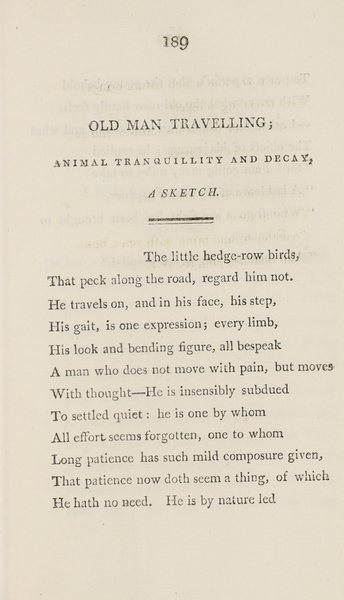 189
OLD MAN TRAVELLING;
ANIMAL TRANQUILLITY AND DECAY,
A SKETCH.
The little hedge-row birds,
That peck along the road, regard him not.
He travels on, and in his face, his step,
His gait, is one expression; every limb,
His look and bending figure, all bespeak
A man who does not move with pain, but moves
With thought—He is insensibly subdued
To settled quiet: he is one by whom
All effort seems forgotten, one to whom
Long patience has such mild composure given,
That patience now doth seem a thing, of which
He hath no need. He is by nature led